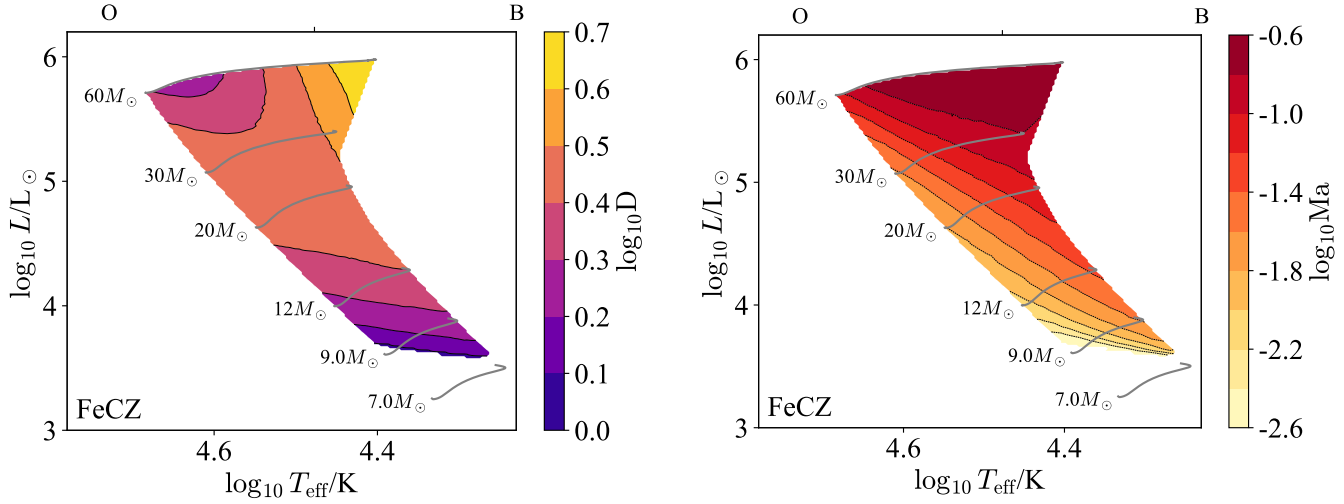 O B
6
5
4
3
log₁₀ L/L⊙
60M⊙
30M⊙
20M⊙
12M⊙
9.0M⊙
7.0M⊙
FeCZ
4.6 4.4
log₁₀ T_eff/K
0.7
0.6
0.5
0.4
0.3
0.2
0.1
0.0
log₁₀D
O B
6
5
4
3
log₁₀ L/L⊙
60M⊙
30M⊙
20M⊙
12M⊙
9.0M⊙
7.0M⊙
FeCZ
4.6 4.4
log₁₀ T_eff/K
-0.6
-1.0
-1.4
-1.8
-2.2
-2.6
log₁₀Ma